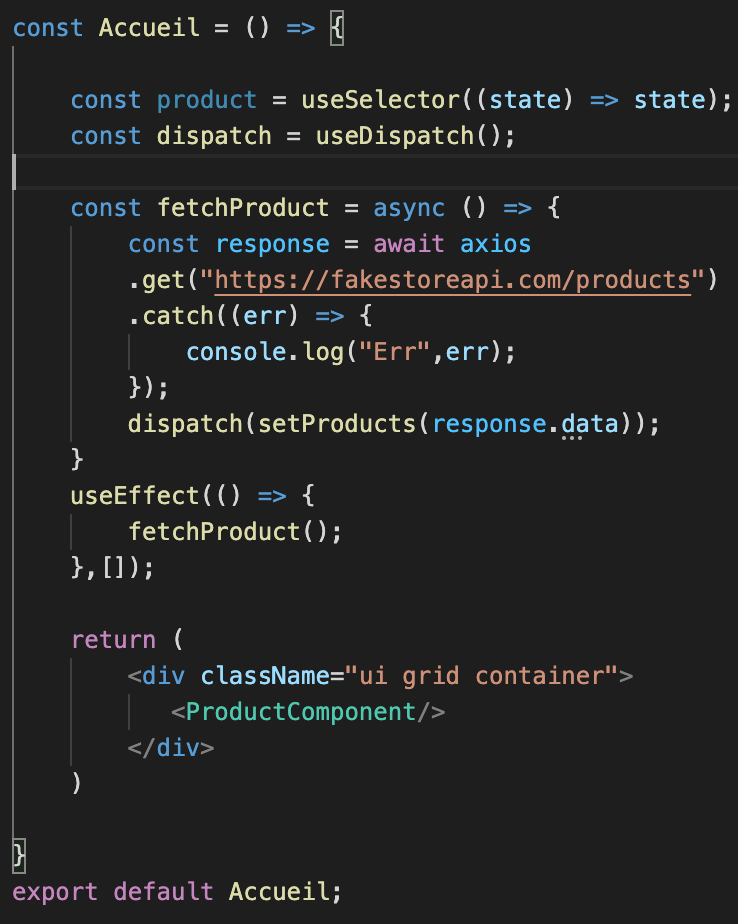 const Accueil = () => {
const product = useSelector((state) => state);
const dispatch = useDispatch();
const fetchProduct = async () => {
const response = await axios
.get("https://fakestoreapi.com/products")
.catch((err) => {
console.log("Err",err);
});
dispatch(setProducts(response.data));
}
useEffect(() => {
fetchProduct();
},[]);
return (
<div className="ui grid container">
<ProductComponent/>
</div>
)
}
export default Accueil;